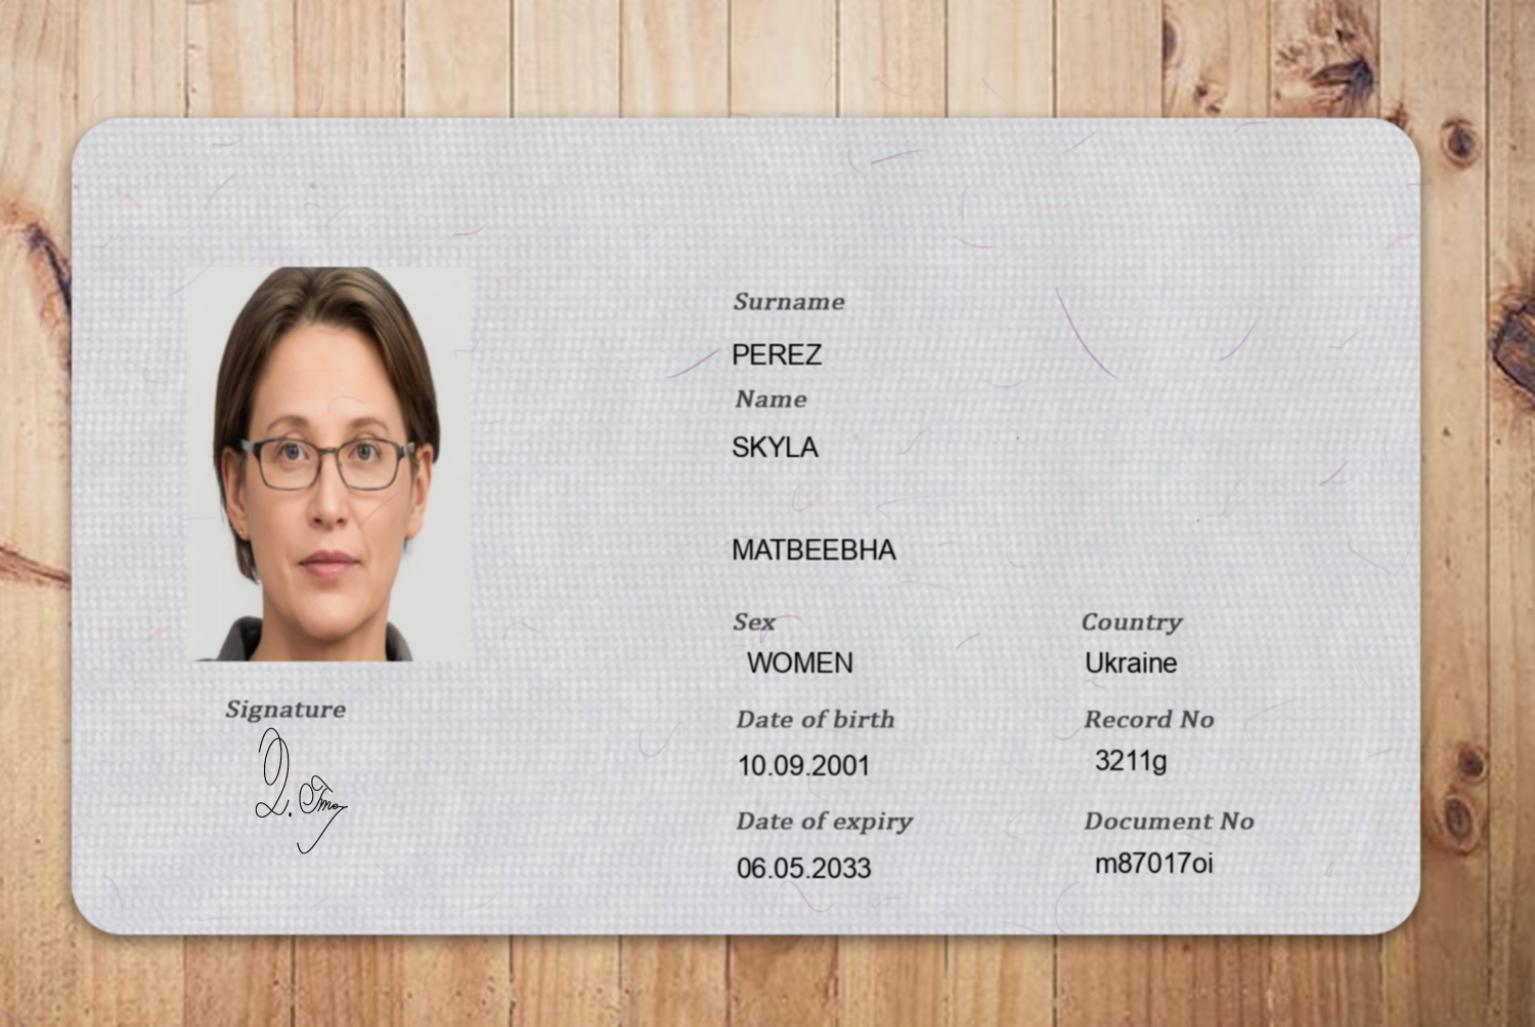 Surname
PEREZ
Name
SKYLA
MATBEEBHA
Sex
Country
WOMEN
Ukraine
Date of birth
Record No
10.09.2001
3211g
Date of expiry
Document No
06.05.2033
m87017oi
Signature